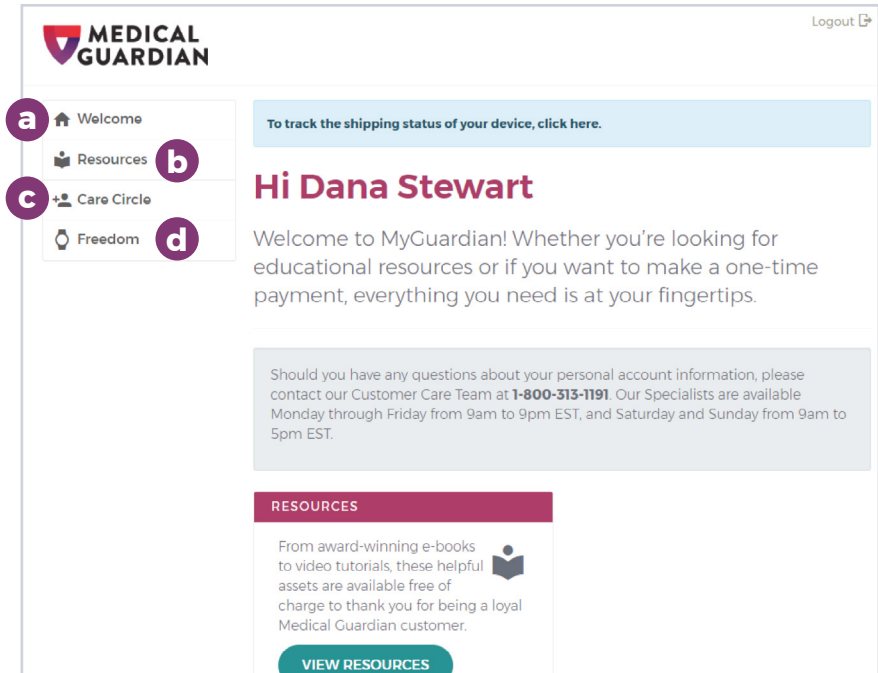 MEDICAL
GUARDIAN
Logout
a Welcome
Resources b
c Care Circle
Freedom d
To track the shipping status of your device, click here.
Hi Dana Stewart
Welcome to MyGuardian! Whether you're looking for
educational resources or if you want to make a one-time
payment, everything you need is at your fingertips.
Should you have any questions about your personal account information, please
contact our Customer Care Team at 1-800-313-1191. Our Specialists are available
Monday through Friday from 9am to 9pm EST, and Saturday and Sunday from 9am to
5pm EST.
RESOURCES
From award-winning e-books
to video tutorials, these helpful
assets are available free of
charge to thank you for being a loyal
Medical Guardian customer.
VIEW RESOURCES